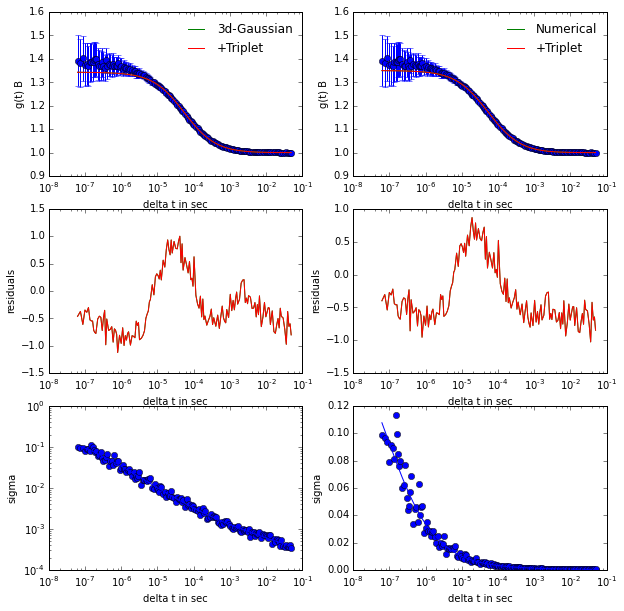 1.6
1.5
1.4
1.3
1.2
1.1
1.0
0.9
g(t) B
3d-Gaussian
+Triplet
10⁻⁸ 10⁻⁷ 10⁻⁶ 10⁻⁵ 10⁻⁴ 10⁻³ 10⁻² 10⁻¹
delta t in sec
1.6
1.5
1.4
1.3
1.2
1.1
1.0
0.9
g(t) B
Numerical
+Triplet
10⁻⁸ 10⁻⁷ 10⁻⁶ 10⁻⁵ 10⁻⁴ 10⁻³ 10⁻² 10⁻¹
delta t in sec
1.5
1.0
0.5
0.0
−0.5
−1.0
−1.5
residuals
10⁻⁸ 10⁻⁷ 10⁻⁶ 10⁻⁵ 10⁻⁴ 10⁻³ 10⁻² 10⁻¹
delta t in sec
1.0
0.5
0.0
−0.5
−1.0
−1.5
residuals
10⁻⁸ 10⁻⁷ 10⁻⁶ 10⁻⁵ 10⁻⁴ 10⁻³ 10⁻² 10⁻¹
delta t in sec
10⁰
10⁻¹
10⁻²
10⁻³
10⁻⁴
sigma
10⁻⁸ 10⁻⁷ 10⁻⁶ 10⁻⁵ 10⁻⁴ 10⁻³ 10⁻² 10⁻¹
delta t in sec
0.12
0.10
0.08
0.06
0.04
0.02
0.00
sigma
10⁻⁸ 10⁻⁷ 10⁻⁶ 10⁻⁵ 10⁻⁴ 10⁻³ 10⁻² 10⁻¹
delta t in sec